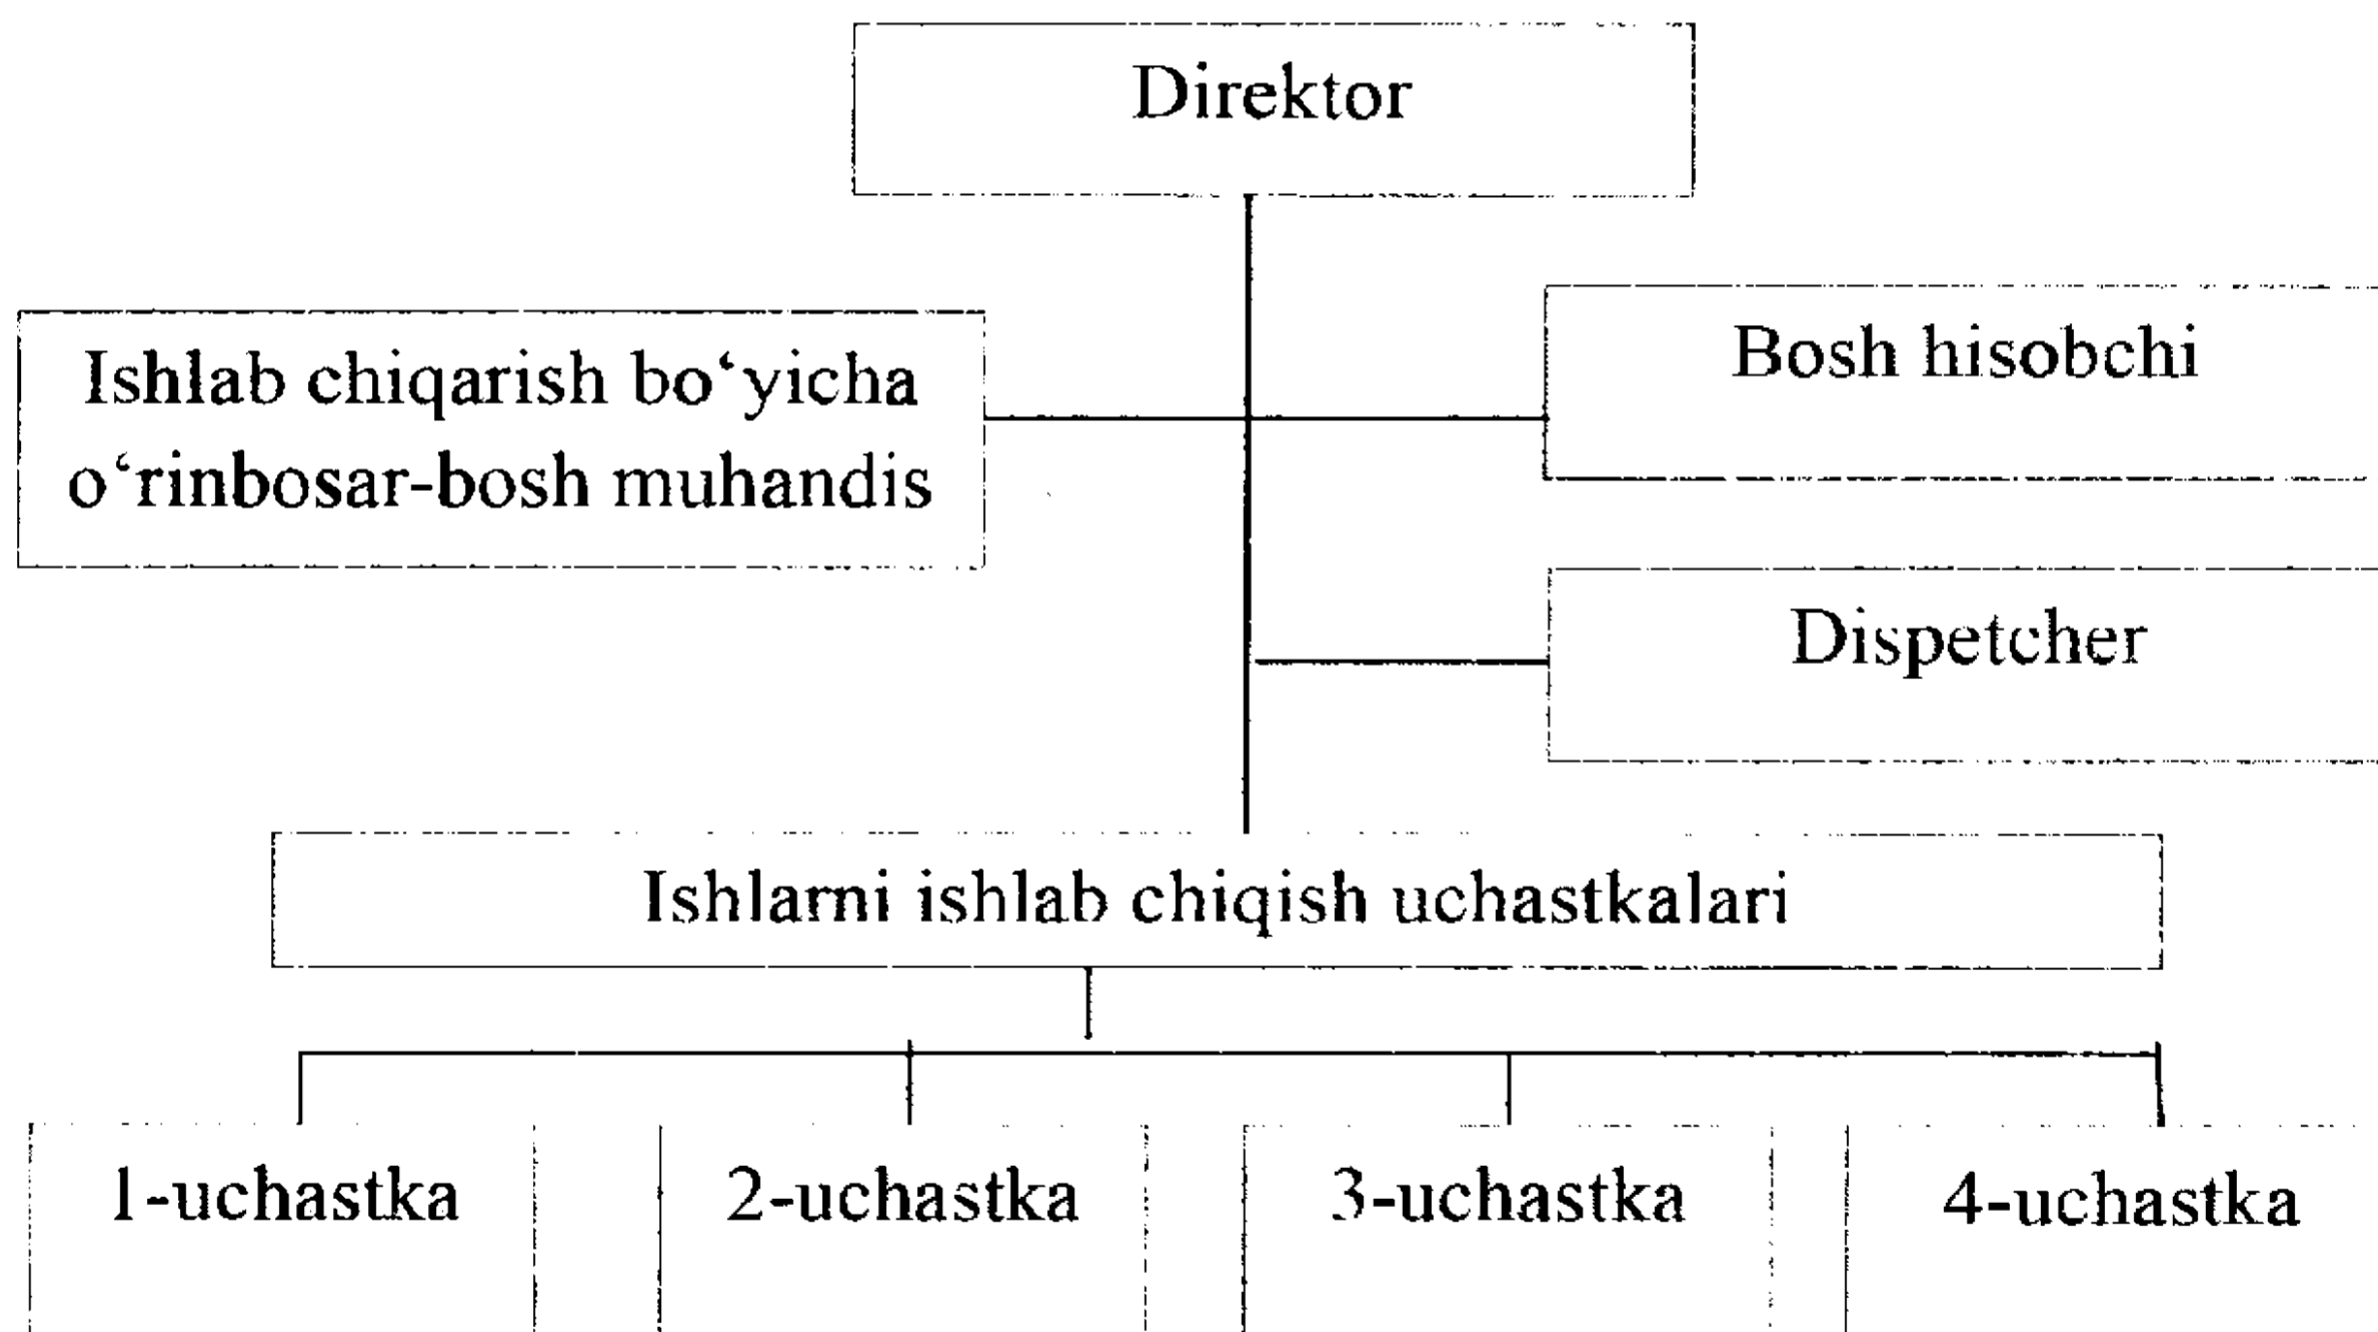 Direktor
Ishlab chiqarish bo‘yicha
o‘rinbosar-bosh muhandis
Bosh hisobchi
Dispetcher
Ishlarni ishlab chiqish uchastkalari
1-uchastka
2-uchastka
3-uchastka
4-uchastka